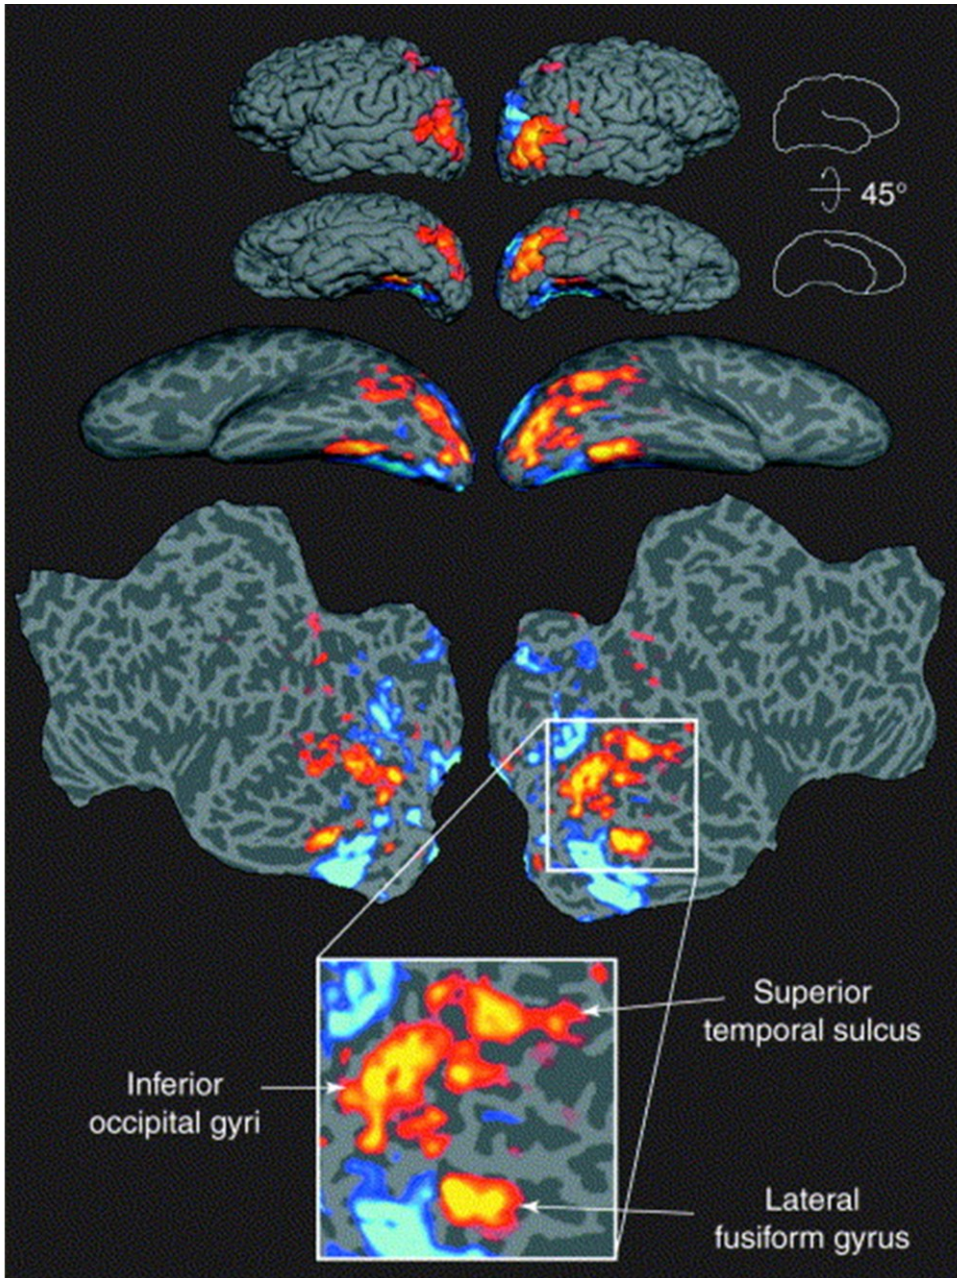 45°
Superior
temporal sulcus
Inferior
occipital gyri
Lateral
fusiform gyrus